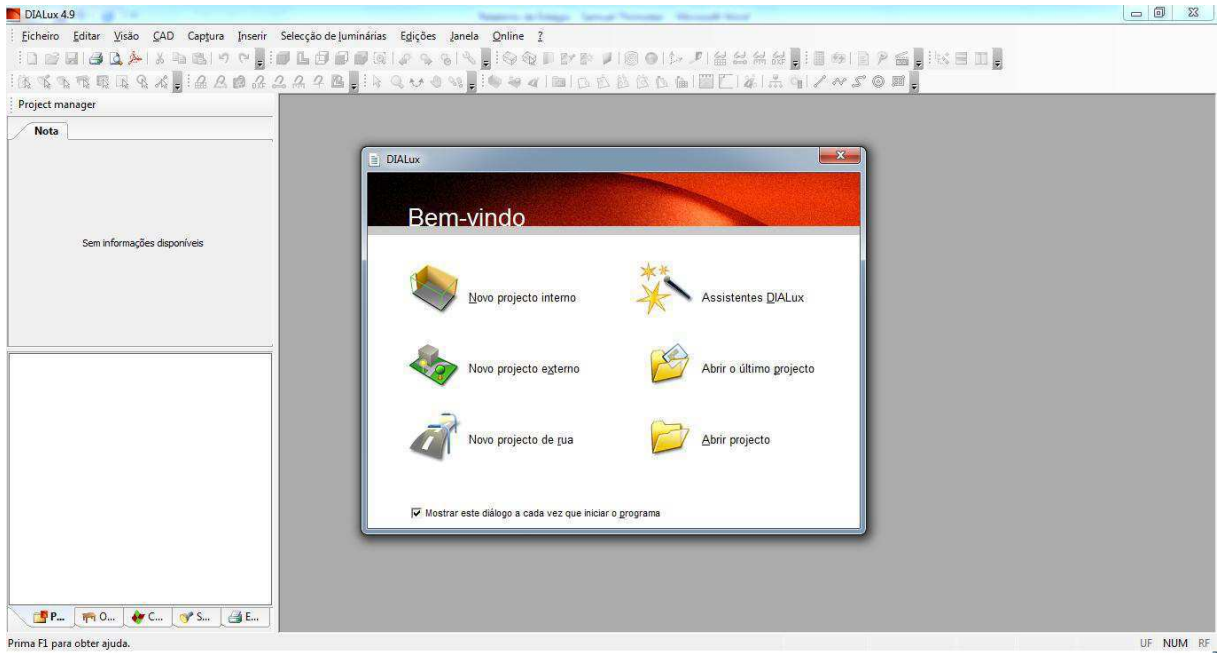 DIALux 4.9
Ficheiro Editar Visão CAD Captura Inserir Selecção de luminárias Edições Janela Online ?
Project manager
Nota
Sem informações disponíveis
DIALux
Bem-vindo
Novo projecto interno
Assistentes DIALux
Novo projecto externo
Abrir o último projecto
Novo projecto de rua
Abrir projecto
Mostrar este diálogo a cada vez que iniciar o programa
P... O... C... S... E...
Prima F1 para obter ajuda.
UF NUM RF